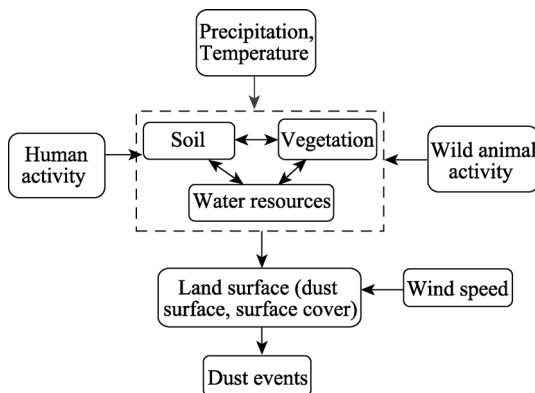 Precipitation,
Temperature
Soil
Vegetation
Human
activity
Wild animal
activity
Water resources
Land surface (dust
surface, surface cover)
Wind speed
Dust events